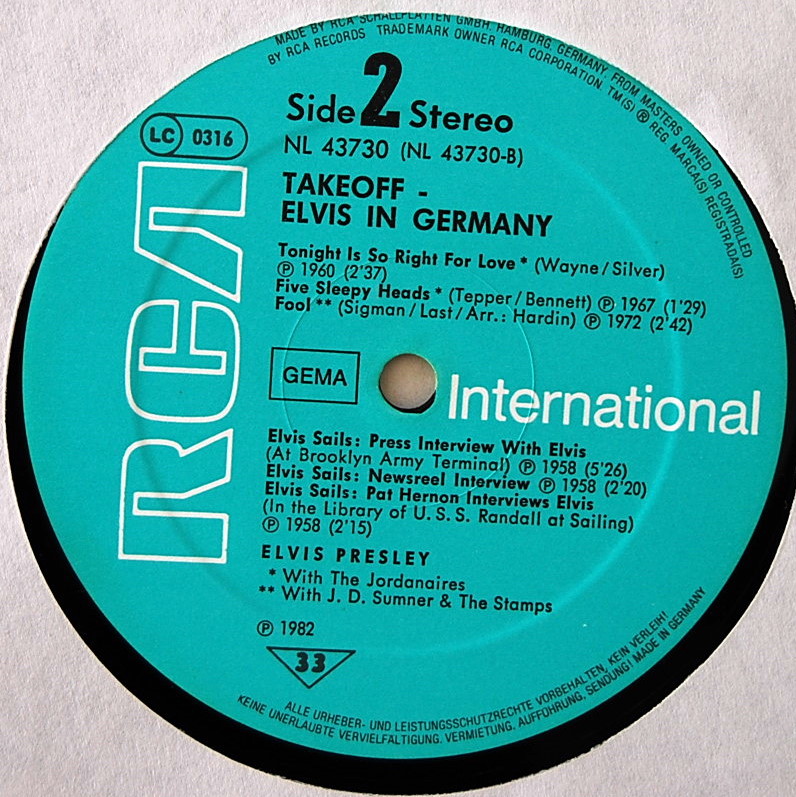 MADE BY RCA SCHALLPLATTEN GMBH, HAMBURG, GERMANY, FROM MASTERS OWNED OR CONTROLLED
BY RCA RECORDS TRADEMARK OWNER RCA CORPORATION. TM(S) ® REG. MARCA(S) REGISTRADA(S)
Side 2 Stereo
LC 0316
NL 43730 (NL 43730-B)
TAKEOFF -
ELVIS IN GERMANY
Tonight Is So Right For Love * (Wayne/Silver)
℗ 1960 (2'37)
Five Sleepy Heads * (Tepper/Bennett) ℗ 1967 (1'29)
Fool ** (Sigman/Last/Arr.: Hardin) ℗ 1972 (2'42)
RCA
GEMA
International
Elvis Sails: Press Interview With Elvis
(At Brooklyn Army Terminal) ℗ 1958 (5'26)
Elvis Sails: Newsreel Interview ℗ 1958 (2'20)
Elvis Sails: Pat Hernon Interviews Elvis
(In the Library of U.S.S. Randall at Sailing)
℗ 1958 (2'15)
ELVIS PRESLEY
* With The Jordanaires
** With J. D. Sumner & The Stamps
℗ 1982
33
ALLE URHEBER- UND LEISTUNGSSCHUTZRECHTE VORBEHALTEN, KEIN VERLEIH!
KEINE UNERLAUBTE VERVIELFÄLTIGUNG. VERMIETUNG, AUFFÜHRUNG, SENDUNG! MADE IN GERMANY